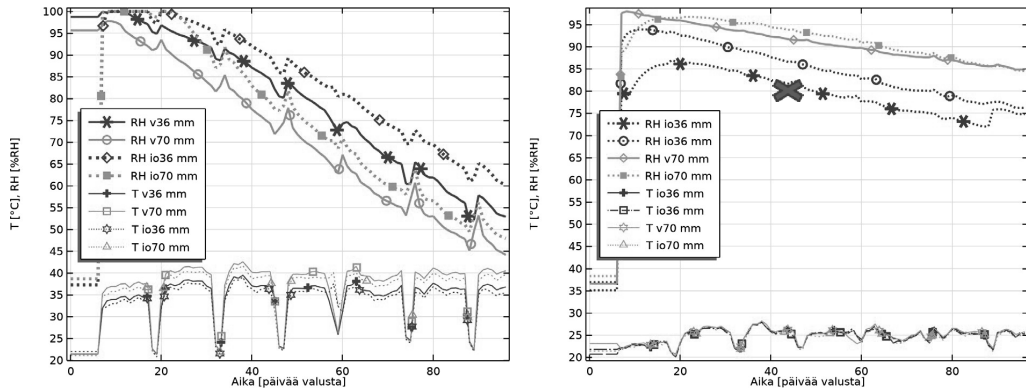 100
95
90
85
80
75
70
65
60
55
50
45
40
35
30
25
20
T [°C], RH [%RH]
0 20 40 60 80
Aika [päivää valusta]
RH v36 mm
RH v70 mm
RH io36 mm
RH io70 mm
T v36 mm
T v70 mm
T io36 mm
T io70 mm
95
90
85
80
75
70
65
60
55
50
45
40
35
30
25
20
T [°C], RH [%RH]
0 20 40 60 80
Aika [päivää valusta]
RH io36 mm
RH io36 mm
RH v70 mm
RH io70 mm
T io36 mm
T io36 mm
T v70 mm
T io70 mm